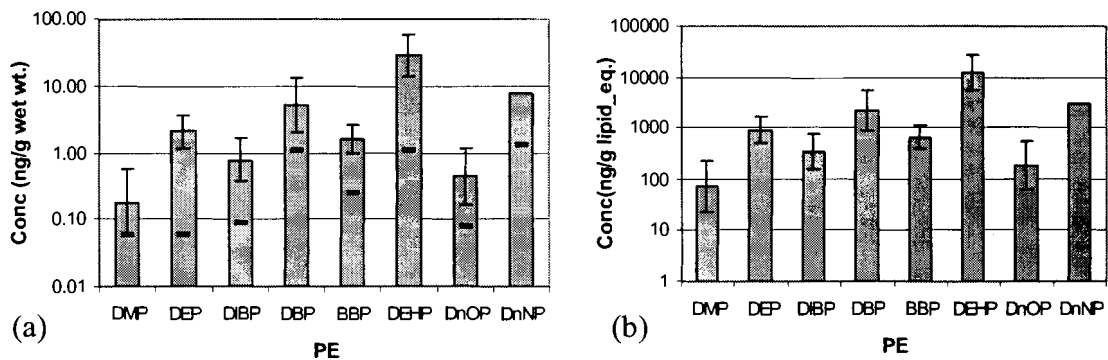 Conc (ng/g wet wt.)
100.00
10.00
1.00
0.10
0.01
DMP DEP DIBP DBP BBP DEHP DnOP DnNP
PE
(a)
Conc(ng/g lipid_eq.)
100000
10000
1000
100
10
1
DMP DEP DIBP DBP BBP DEHP DnOP DnNP
PE
(b)